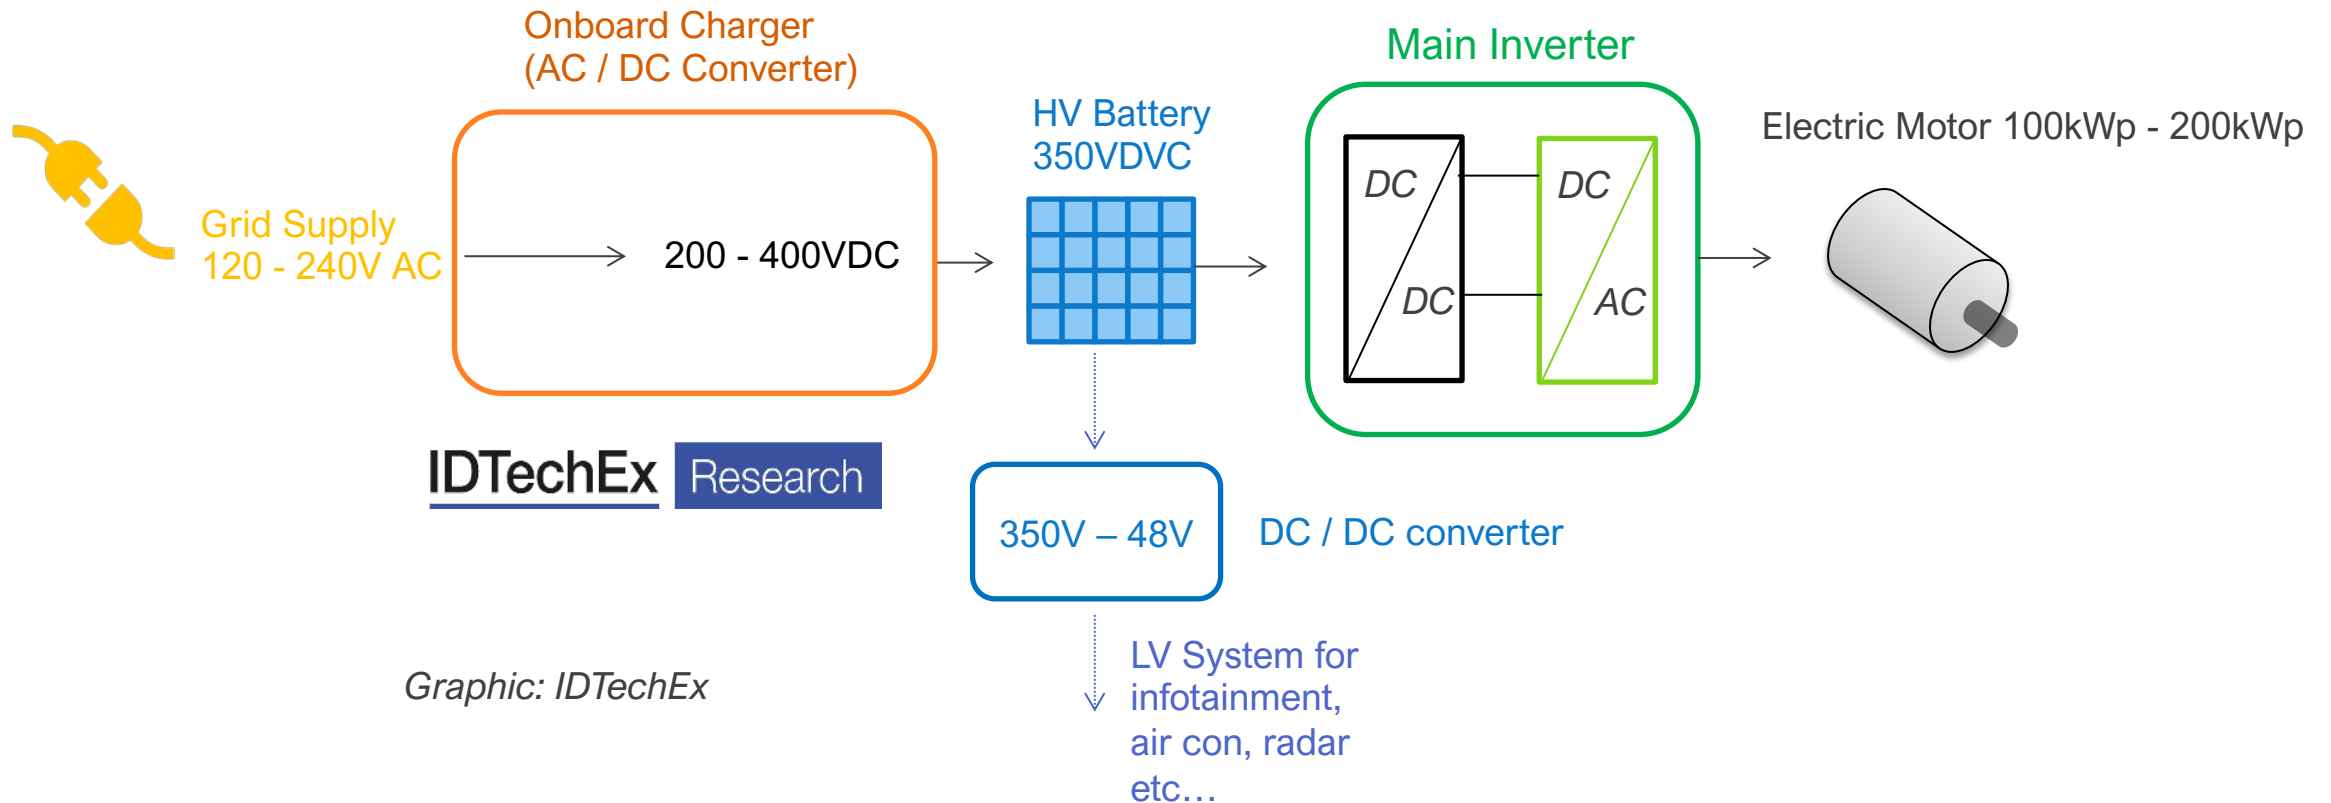 Onboard Charger
(AC / DC Converter)
Main Inverter
HV Battery
350VDVC
Electric Motor 100kWp - 200kWp
Grid Supply
120 - 240V AC
200 - 400VDC
DC
DC
DC
AC
IDTechEx Research
350V – 48V
DC / DC converter
LV System for
infotainment,
air con, radar
etc…
Graphic: IDTechEx